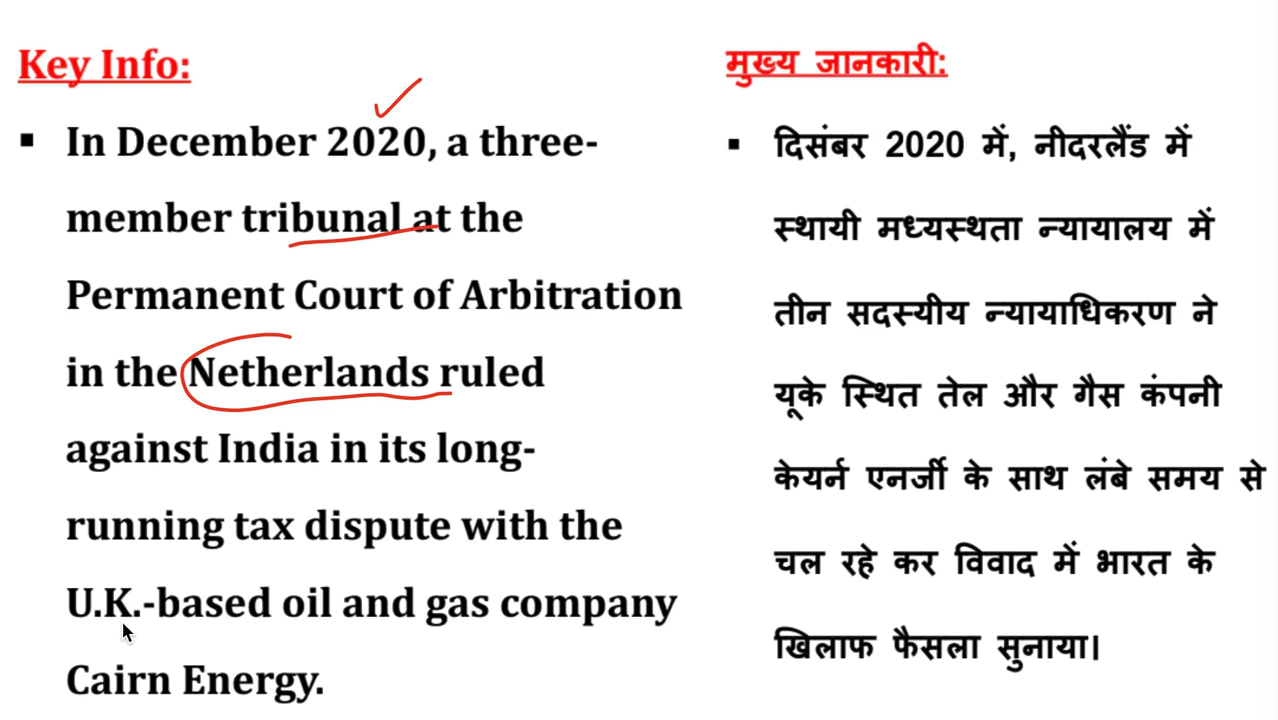 Key Info:
▪ In December 2020, a three-
member tribunal at the
Permanent Court of Arbitration
in the Netherlands ruled
against India in its long-
running tax dispute with the
U.K.-based oil and gas company
Cairn Energy.
मुख्य जानकारी:
▪ दिसंबर 2020 में, नीदरलैंड में
स्थायी मध्यस्थता न्यायालय में
तीन सदस्यीय न्यायाधिकरण ने
यूके स्थित तेल और गैस कंपनी
केयर्न एनर्जी के साथ लंबे समय से
चल रहे कर विवाद में भारत के
खिलाफ फैसला सुनाया।